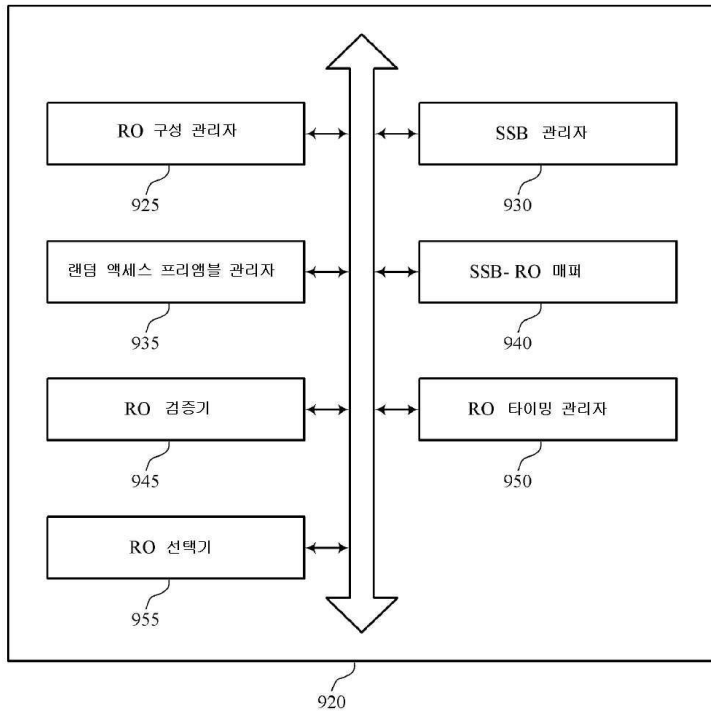 RO 구성 관리자
925
SSB 관리자
930
랜덤 액세스 프리앰블 관리자
935
SSB- RO 매퍼
940
RO 검증기
945
RO 타이밍 관리자
950
RO 선택기
955
920